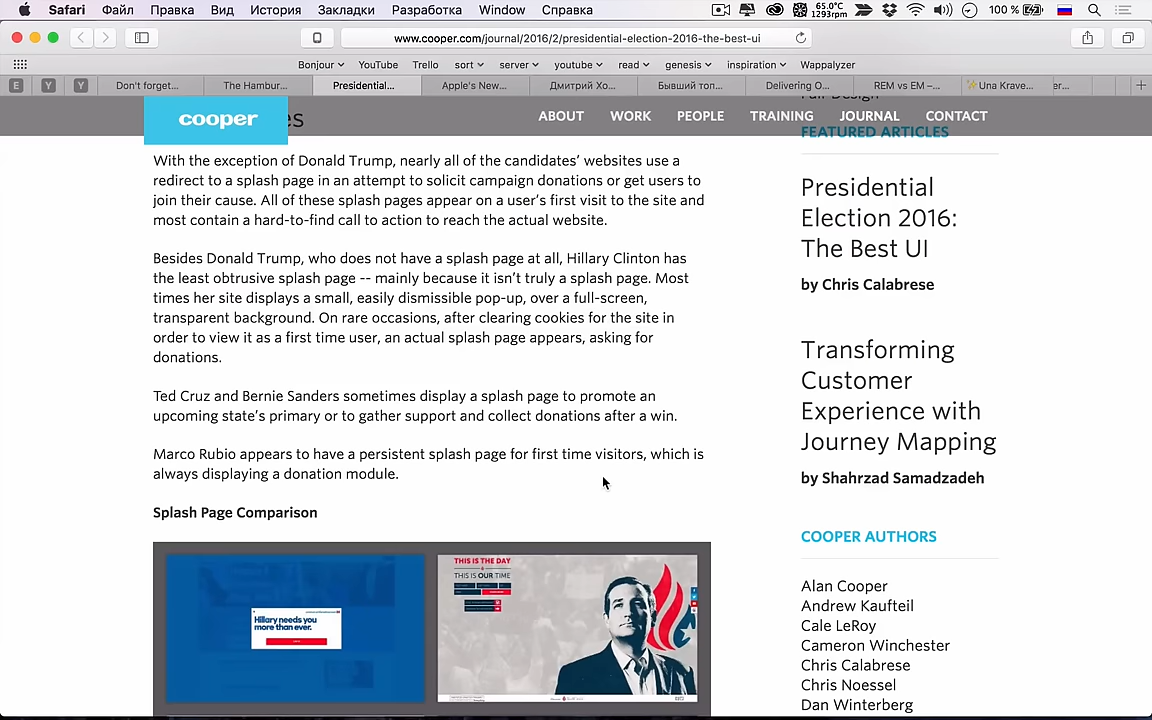 Safari Файл Правка Вид История Закладки Разработка Window Справка 65.0°C 1293rpm 100 %
www.cooper.com/journal/2016/2/presidential-election-2016-the-best-ui
Bonjour YouTube Trello sort server youtube read genesis inspiration Wappalyzer
E Y Y Don't forget... The Hambur... Presidential... Apple's New... Дмитрий Хо... Бывший топ... Delivering O... REM vs EM –... Una Krave... er...
cooper es ABOUT WORK PEOPLE TRAINING JOURNAL CONTACT
With the exception of Donald Trump, nearly all of the candidates' websites use a
redirect to a splash page in an attempt to solicit campaign donations or get users to
join their cause. All of these splash pages appear on a user's first visit to the site and
most contain a hard-to-find call to action to reach the actual website.
Besides Donald Trump, who does not have a splash page at all, Hillary Clinton has
the least obtrusive splash page -- mainly because it isn't truly a splash page. Most
times her site displays a small, easily dismissible pop-up, over a full-screen,
transparent background. On rare occasions, after clearing cookies for the site in
order to view it as a first time user, an actual splash page appears, asking for
donations.
Ted Cruz and Bernie Sanders sometimes display a splash page to promote an
upcoming state's primary or to gather support and collect donations after a win.
Marco Rubio appears to have a persistent splash page for first time visitors, which is
always displaying a donation module.
Splash Page Comparison
Hillary needs you
more than ever.
THIS IS THE DAY
THIS IS OUR TIME
FEATURED ARTICLES
Presidential
Election 2016:
The Best UI
by Chris Calabrese
Transforming
Customer
Experience with
Journey Mapping
by Shahrzad Samadzadeh
COOPER AUTHORS
Alan Cooper
Andrew Kaufteil
Cale LeRoy
Cameron Winchester
Chris Calabrese
Chris Noessel
Dan Winterberg